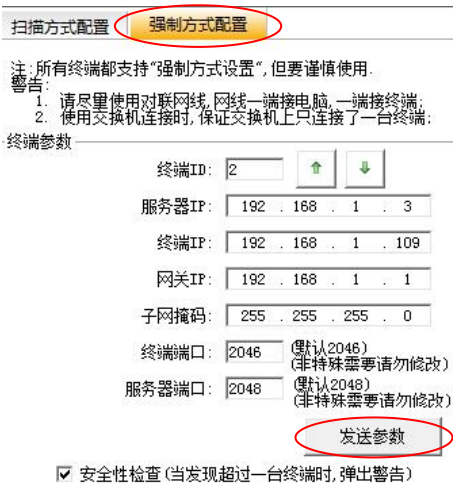 扫描方式配置 强制方式配置
注:所有终端都支持“强制方式设置”,但要谨慎使用.
警告:
1. 请尽量使用对联网线,网线一端接电脑,一端接终端;
2. 使用交换机连接时,保证交换机上只连接了一台终端;
终端参数
终端ID: 2
服务器IP: 192 . 168 . 1 . 3
终端IP: 192 . 168 . 1 . 109
网关IP: 192 . 168 . 1 . 1
子网掩码: 255 . 255 . 255 . 0
终端端口: 2046 (默认2046)
(非特殊需要请勿修改)
服务器端口: 2048 (默认2048)
(非特殊需要请勿修改)
发送参数
安全性检查(当发现超过一台终端时,弹出警告)